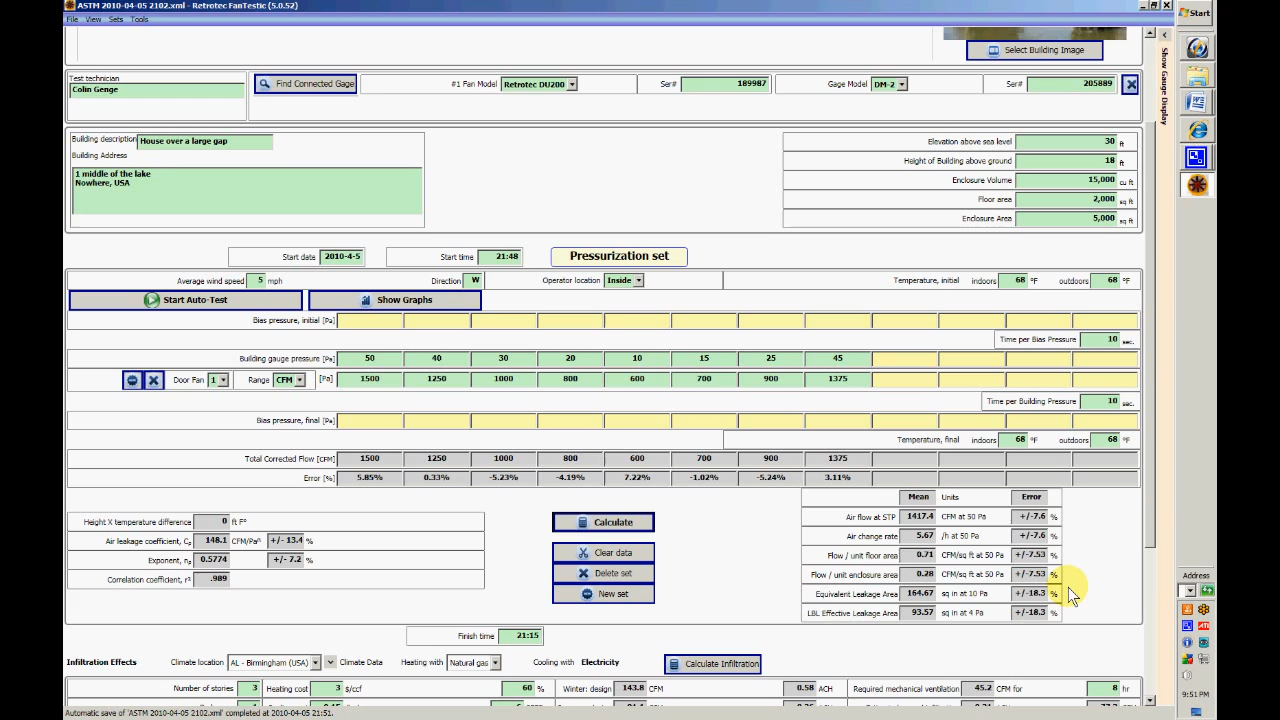 ASTM 2010-04-05 2102.xml - Retrotec FanTestic (5.0.52)
File View Sets Tools
Start
Select Building Image
Show Gauge Display
Test technician
Colin Genge
Find Connected Gage
#1 Fan Model Retrotec DU200 Ser# 189987 Gage Model DM-2 Ser# 205889
Building description House over a large gap
Building Address
1 middle of the lake
Nowhere, USA
Elevation above sea level 30 ft
Height of Building above ground 18 ft
Enclosure Volume 15,000 cu ft
Floor area 2,000 sq ft
Enclosure Area 5,000 sq ft
Start date 2010-4-5 Start time 21:48 Pressurization set
Average wind speed 5 mph Direction W Operator location Inside Temperature, initial indoors 68 °F outdoors 68 °F
Start Auto-Test Show Graphs
Bias pressure, initial [Pa]
Time per Bias Pressure 10 sec.
Building gauge pressure [Pa] 50 40 30 20 10 15 25 45
Door Fan 1 Range CFM [Pa] 1500 1250 1000 800 600 700 900 1375
Time per Building Pressure 10 sec.
Bias pressure, final [Pa]
Temperature, final indoors 68 °F outdoors 68 °F
Total Corrected Flow [CFM] 1500 1250 1000 800 600 700 900 1375
Error [%] 5.85% 0.33% -5.23% -4.19% 7.22% -1.02% -5.24% 3.11%
Mean Units Error
Height X temperature difference 0 ft F°
Air leakage coefficient, Cp 148.1 CFM/Paⁿ +/- 13.4 %
Exponent, np 0.5774 +/- 7.2 %
Correlation coefficient, r² .989
Calculate
Clear data
Delete set
New set
Air flow at STP 1417.4 CFM at 50 Pa +/-7.6 %
Air change rate 5.67 /h at 50 Pa +/-7.6 %
Flow / unit floor area 0.71 CFM/sq ft at 50 Pa +/-7.53 %
Flow / unit enclosure area 0.28 CFM/sq ft at 50 Pa +/-7.53 %
Equivalent Leakage Area 164.67 sq in at 10 Pa +/-18.3 %
LBL Effective Leakage Area 93.57 sq in at 4 Pa +/-18.3 %
Address
Finish time 21:15
Infiltration Effects Climate location AL - Birmingham (USA) Climate Data Heating with Natural gas Cooling with Electricity Calculate Infiltration
Number of stories 3 Heating cost 3 $/ccf 60 % Winter: design 143.8 CFM 0.58 ACH Required mechanical ventilation 45.2 CFM for 8 hr
Automatic save of 'ASTM 2010-04-05 2102.xml' completed at 2010-04-05 21:51.
9:51 PM